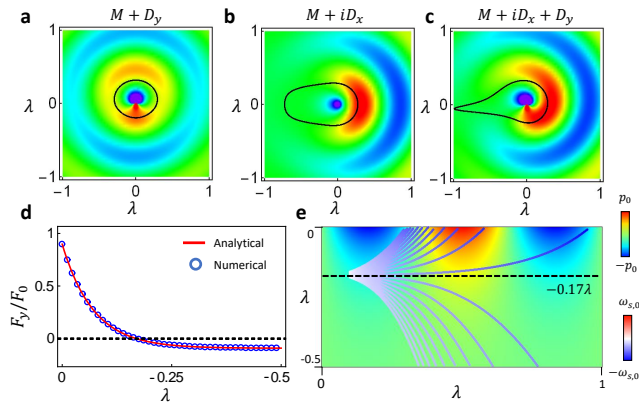 a M + D_y
b M + iD_x
c M + iD_x + D_y
1
0
-1
λ
-1 0 1
λ
1
0
-1
λ
-1 0 1
λ
1
0
-1
λ
-1 0 1
λ
d
F_y/F_0
1
0.5
0
0 -0.25 -0.5
λ
Analytical
Numerical
e
0
λ
-0.5
0 λ 1
−0.17λ
p_0
−p_0
ω_{s,0}
−ω_{s,0}